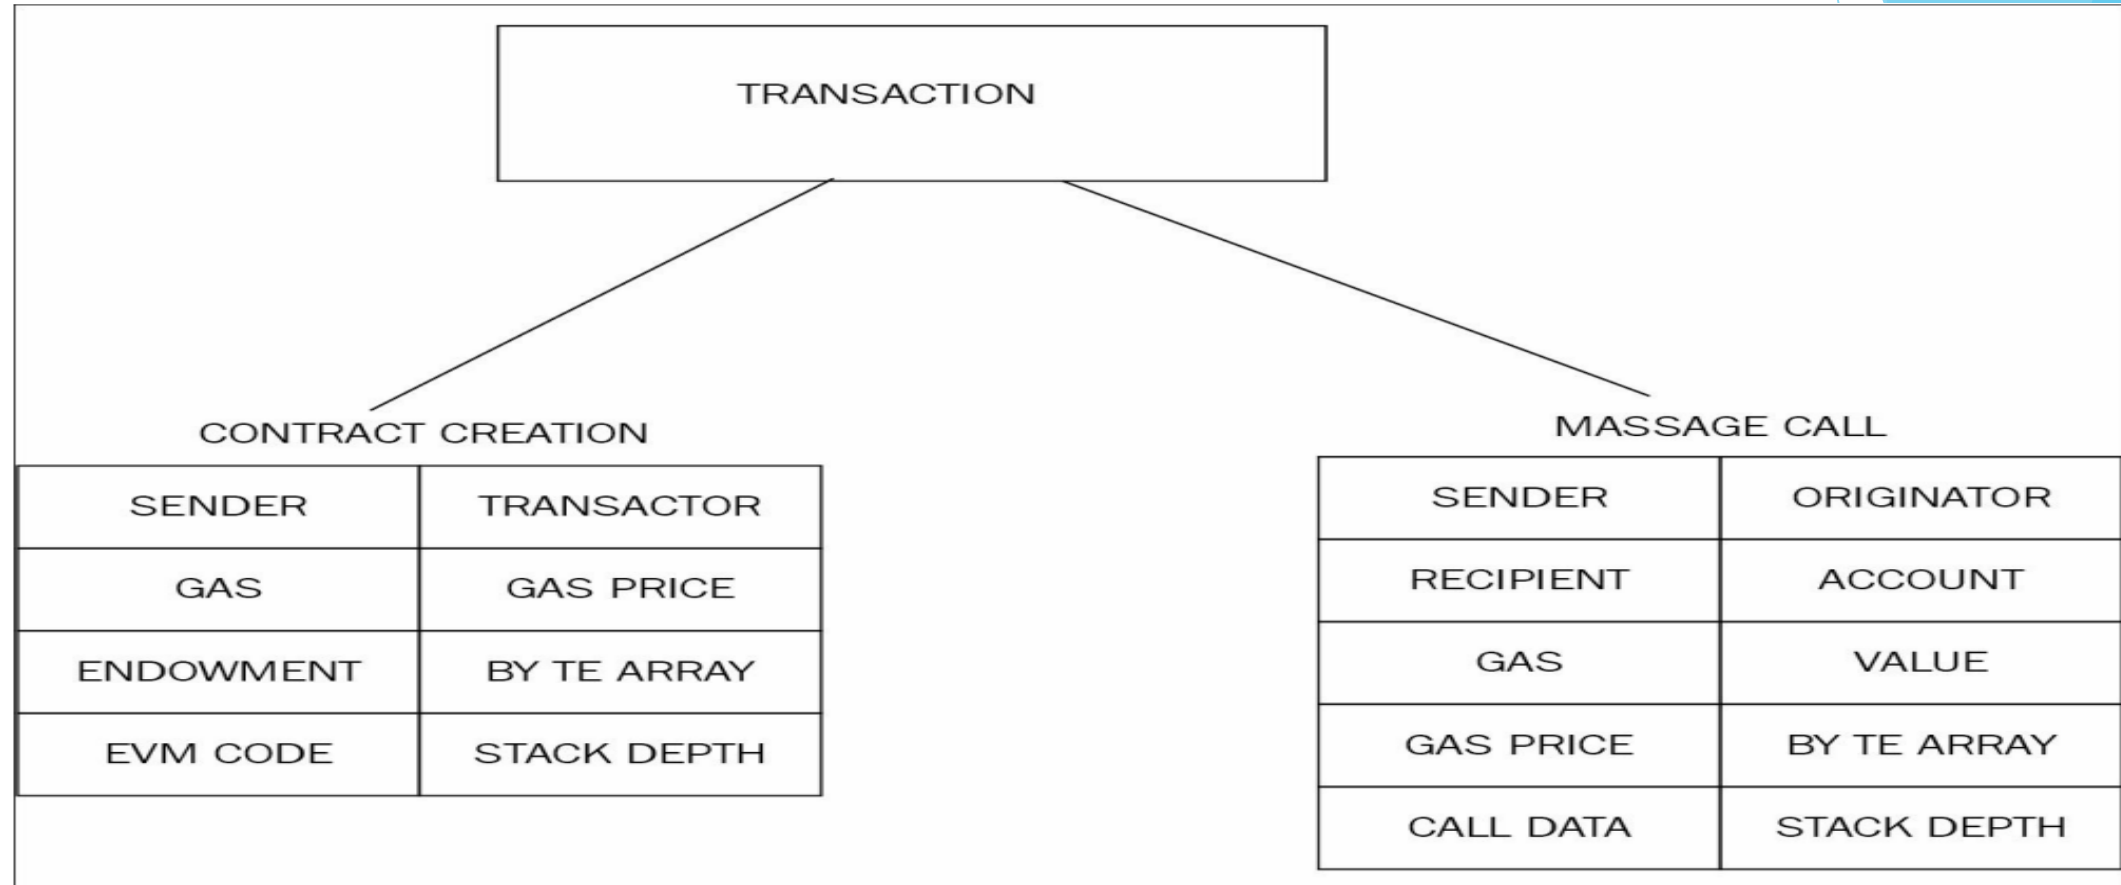 TRANSACTION
CONTRACT CREATION
SENDER TRANSACTOR
GAS GAS PRICE
ENDOWMENT BY TE ARRAY
EVM CODE STACK DEPTH
MASSAGE CALL
SENDER ORIGINATOR
RECIPIENT ACCOUNT
GAS VALUE
GAS PRICE BY TE ARRAY
CALL DATA STACK DEPTH